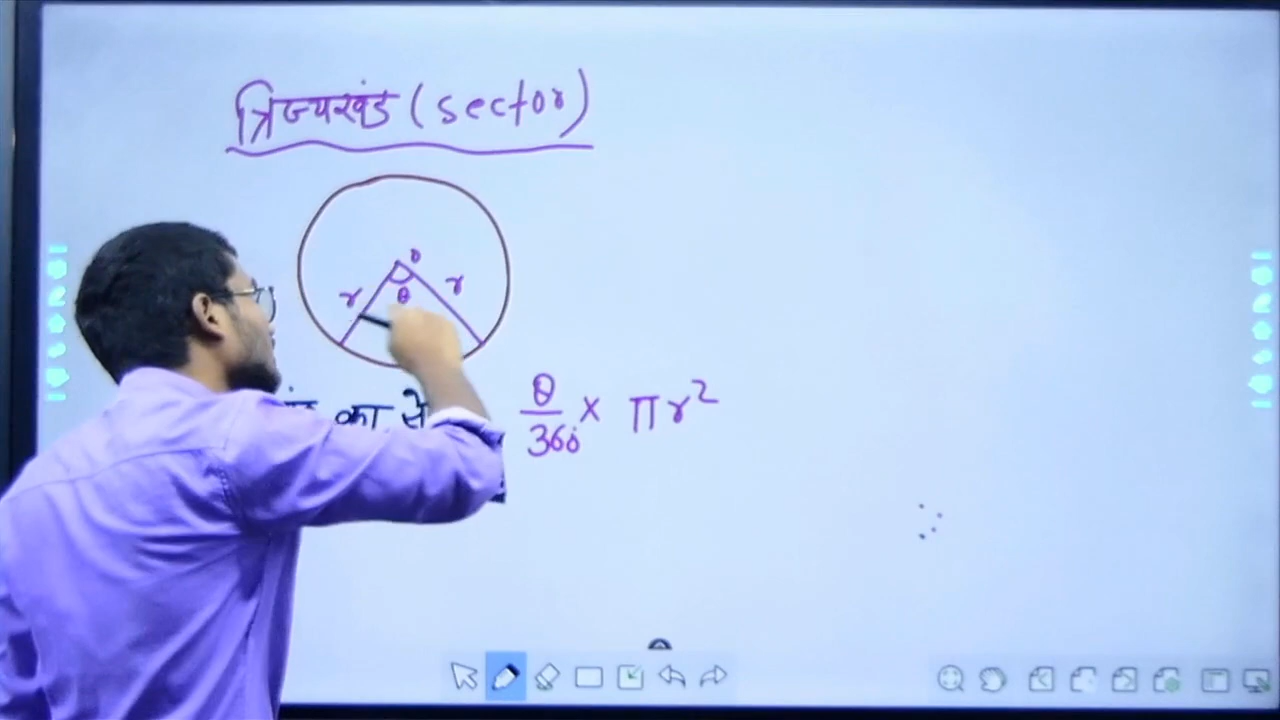 त्रिज्यखंड (sector)
O
r θ r
का
θ/360° × πr²